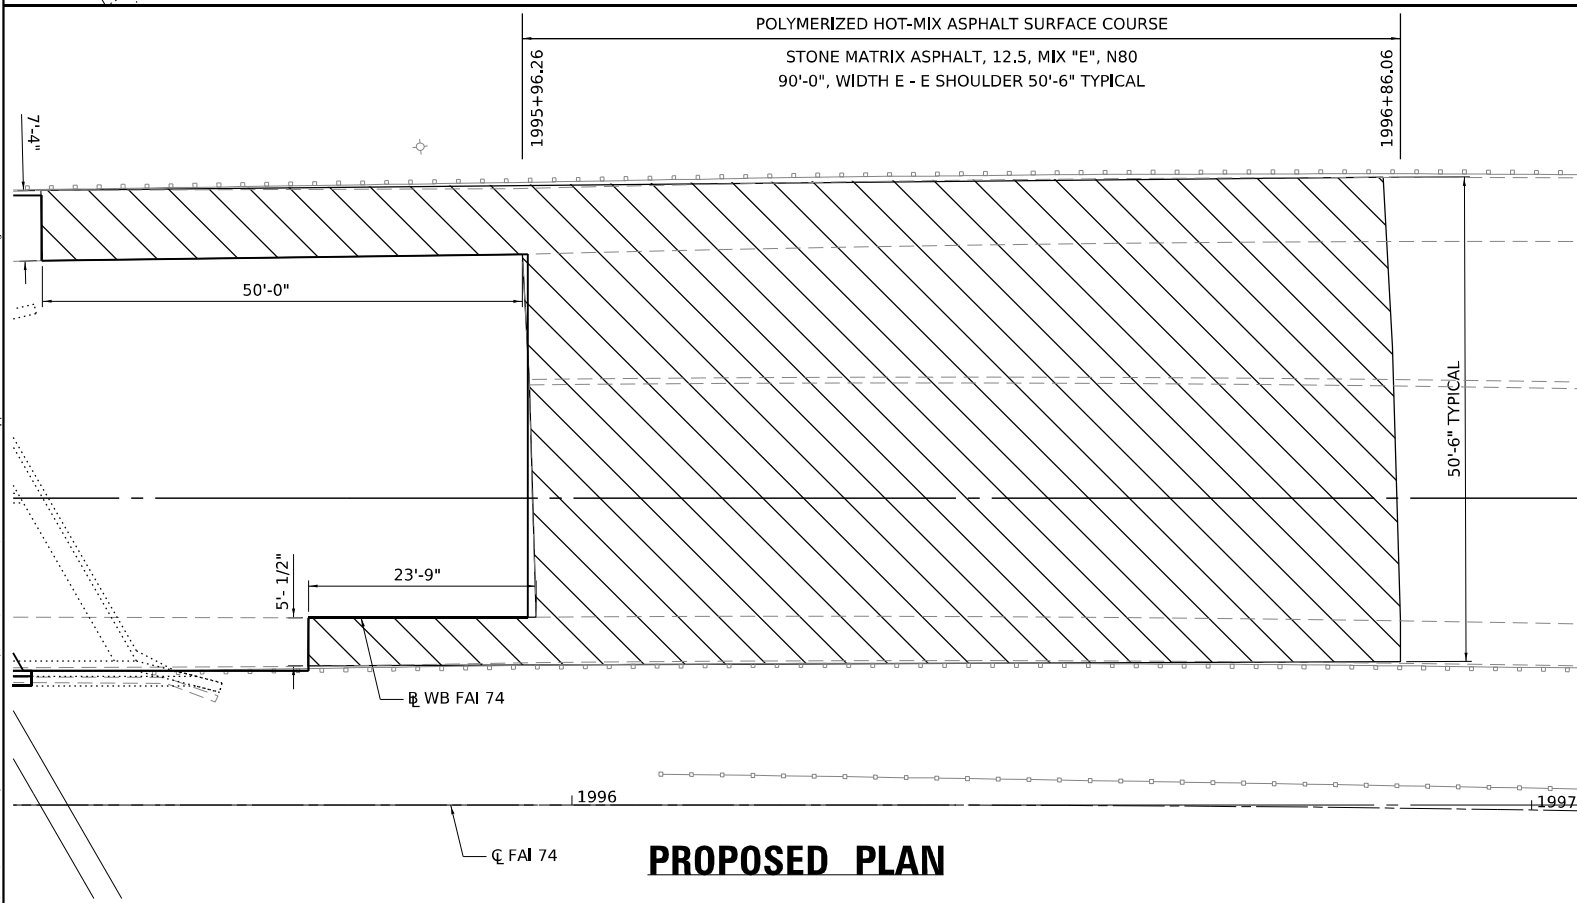 POLYMERIZED HOT-MIX ASPHALT SURFACE COURSE
STONE MATRIX ASPHALT, 12.5, MIX "E", N80
90'-0", WIDTH E - E SHOULDER 50'-6" TYPICAL
1995+96.26
1996+86.06
7'-4"
50'-0"
50'-6" TYPICAL
5'- 1/2"
23'-9"
BL WB FAI 74
1996
1997
CL FAI 74
PROPOSED PLAN